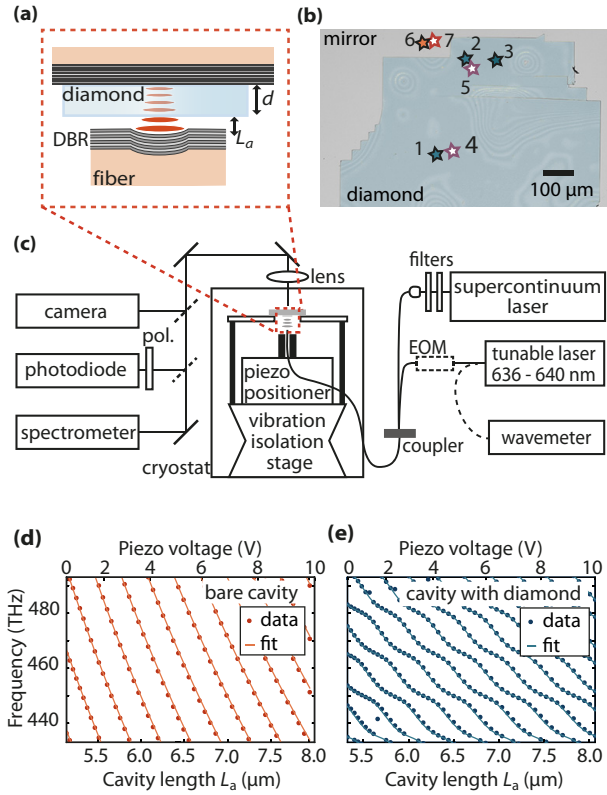 (a)
diamond
d
L_a
DBR
fiber
(b)
mirror
6
7
2
3
5
1
4
100 μm
diamond
(c)
lens
filters
supercontinuum
laser
camera
pol.
EOM
tunable laser
636 - 640 nm
photodiode
piezo
positioner
vibration
isolation
stage
spectrometer
cryostat
coupler
wavemeter
(d)
Piezo voltage (V)
0 2 4 6 8 10
bare cavity
data
fit
Frequency (THz)
480
460
440
5.5 6.0 6.5 7.0 7.5 8.0
Cavity length L_a (μm)
(e)
Piezo voltage (V)
0 2 4 6 8 10
cavity with diamond
data
fit
5.5 6.0 6.5 7.0 7.5 8.0
Cavity length L_a (μm)